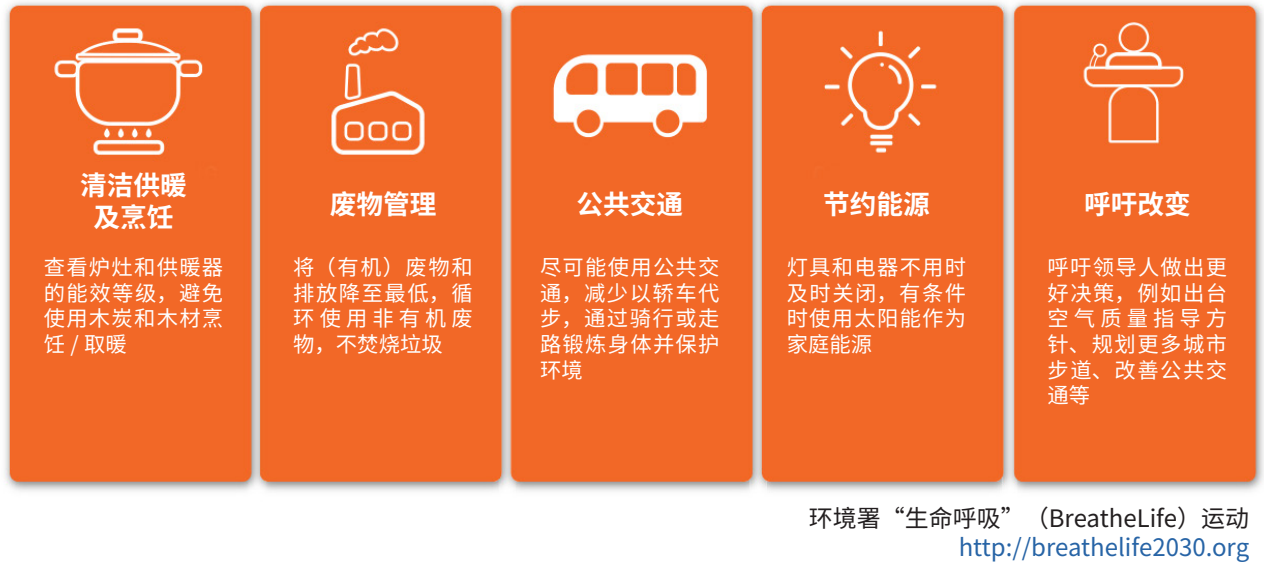 清洁供暖
及烹饪
查看炉灶和供暖器
的能效等级，避免
使用木炭和木材烹
饪 / 取暖
废物管理
将（有机）废物和
排放降至最低，循
环使用非有机废
物，不焚烧垃圾
公共交通
尽可能使用公共交
通，减少以轿车代
步，通过骑行或走
路锻炼身体并保护
环境
节约能源
灯具和电器不用时
及时关闭，有条件
时使用太阳能作为
家庭能源
呼吁改变
呼吁领导人做出更
好决策，例如出台
空气质量指导方
针、规划更多城市
步道、改善公共交
通等
环境署“生命呼吸”（BreatheLife）运动
http://breathelife2030.org